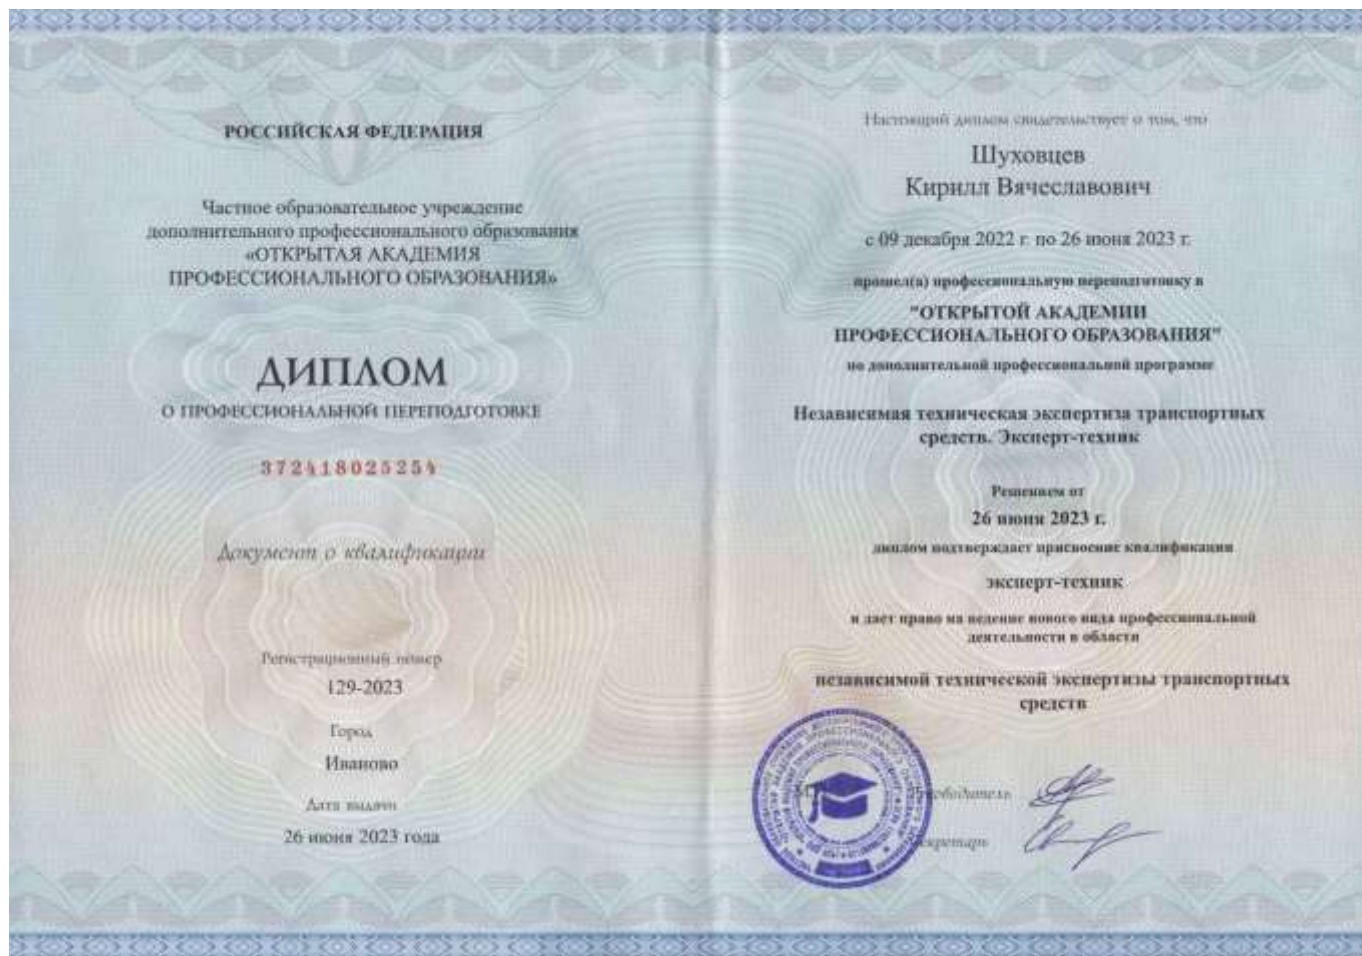 РОССИЙСКАЯ ФЕДЕРАЦИЯ
Частное образовательное учреждение
дополнительного профессионального образования
«ОТКРЫТАЯ АКАДЕМИЯ
ПРОФЕССИОНАЛЬНОГО ОБРАЗОВАНИЯ»
ДИПЛОМ
О ПРОФЕССИОНАЛЬНОЙ ПЕРЕПОДГОТОВКЕ
372418025254
Документ о квалификации
Регистрационный номер
129-2023
Город
Иваново
Дата выдачи
26 июня 2023 года
Настоящий диплом свидетельствует о том, что
Шуховцев
Кирилл Вячеславович
с 09 декабря 2022 г. по 26 июня 2023 г.
прошел(а) профессиональную переподготовку в
"ОТКРЫТОЙ АКАДЕМИИ
ПРОФЕССИОНАЛЬНОГО ОБРАЗОВАНИЯ"
по дополнительной профессиональной программе
Независимая техническая экспертиза транспортных
средств. Эксперт-техник
Решением от
26 июня 2023 г.
диплом подтверждает присвоение квалификации
эксперт-техник
и дает право на ведение нового вида профессиональной
деятельности в области
независимой технической экспертизы транспортных
средств
Руководитель
Секретарь